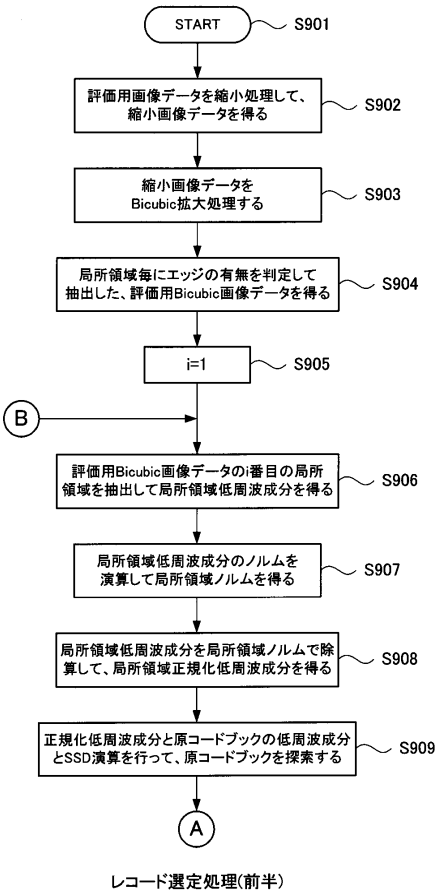 START
S901
評価用画像データを縮小処理して、
縮小画像データを得る
S902
縮小画像データを
Bicubic拡大処理する
S903
局所領域毎にエッジの有無を判定して
抽出した、評価用Bicubic画像データを得る
S904
i=1
S905
B
評価用Bicubic画像データのi番目の局所
領域を抽出して局所領域低周波成分を得る
S906
局所領域低周波成分のノルムを
演算して局所領域ノルムを得る
S907
局所領域低周波成分を局所領域ノルムで除
算して、局所領域正規化低周波成分を得る
S908
正規化低周波成分と原コードブックの低周波成分
とSSD演算を行って、原コードブックを探索する
S909
A
レコード選定処理(前半)